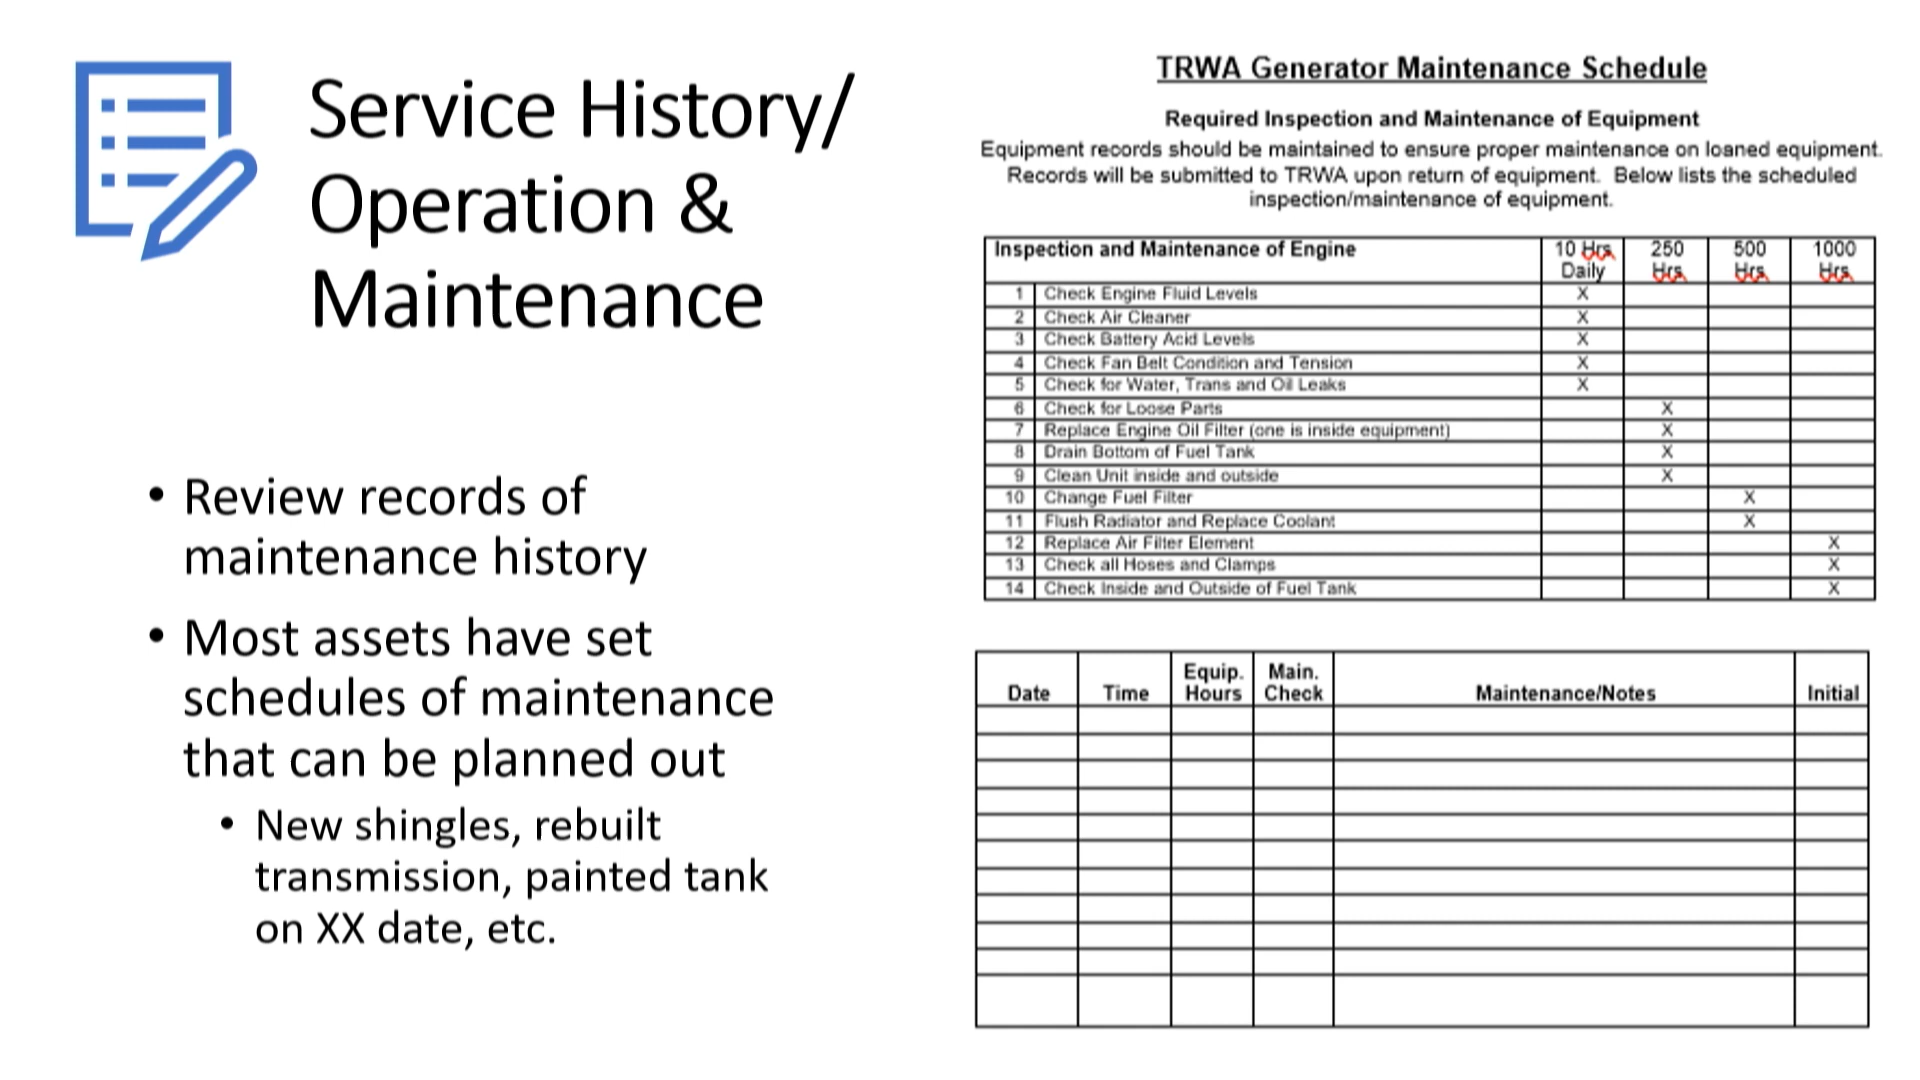 Service History/
Operation &
Maintenance
• Review records of
maintenance history
• Most assets have set
schedules of maintenance
that can be planned out
• New shingles, rebuilt
transmission, painted tank
on XX date, etc.
TRWA Generator Maintenance Schedule
Required Inspection and Maintenance of Equipment
Equipment records should be maintained to ensure proper maintenance on loaned equipment.
Records will be submitted to TRWA upon return of equipment. Below lists the scheduled
inspection/maintenance of equipment.
Inspection and Maintenance of Engine 10 Hrs. Daily 250 Hrs. 500 Hrs. 1000 Hrs.
1 Check Engine Fluid Levels X
2 Check Air Cleaner X
3 Check Battery Acid Levels X
4 Check Fan Belt Condition and Tension X
5 Check for Water, Trans and Oil Leaks X
6 Check for Loose Parts X
7 Replace Engine Oil Filter (one is inside equipment) X
8 Drain Bottom of Fuel Tank X
9 Clean Unit inside and outside X
10 Change Fuel Filter X
11 Flush Radiator and Replace Coolant X
12 Replace Air Filter Element X
13 Check all Hoses and Clamps X
14 Check Inside and Outside of Fuel Tank X
Date Time Equip. Hours Main. Check Maintenance/Notes Initial